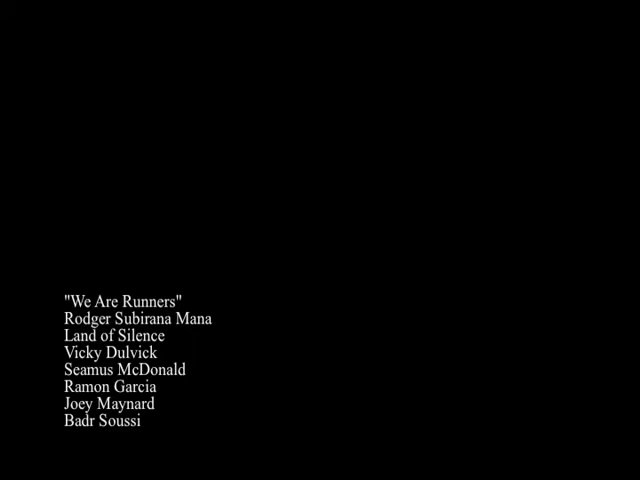 "We Are Runners"
Rodger Subirana Mana
Land of Silence
Vicky Dulvick
Seamus McDonald
Ramon Garcia
Joey Maynard
Badr Soussi